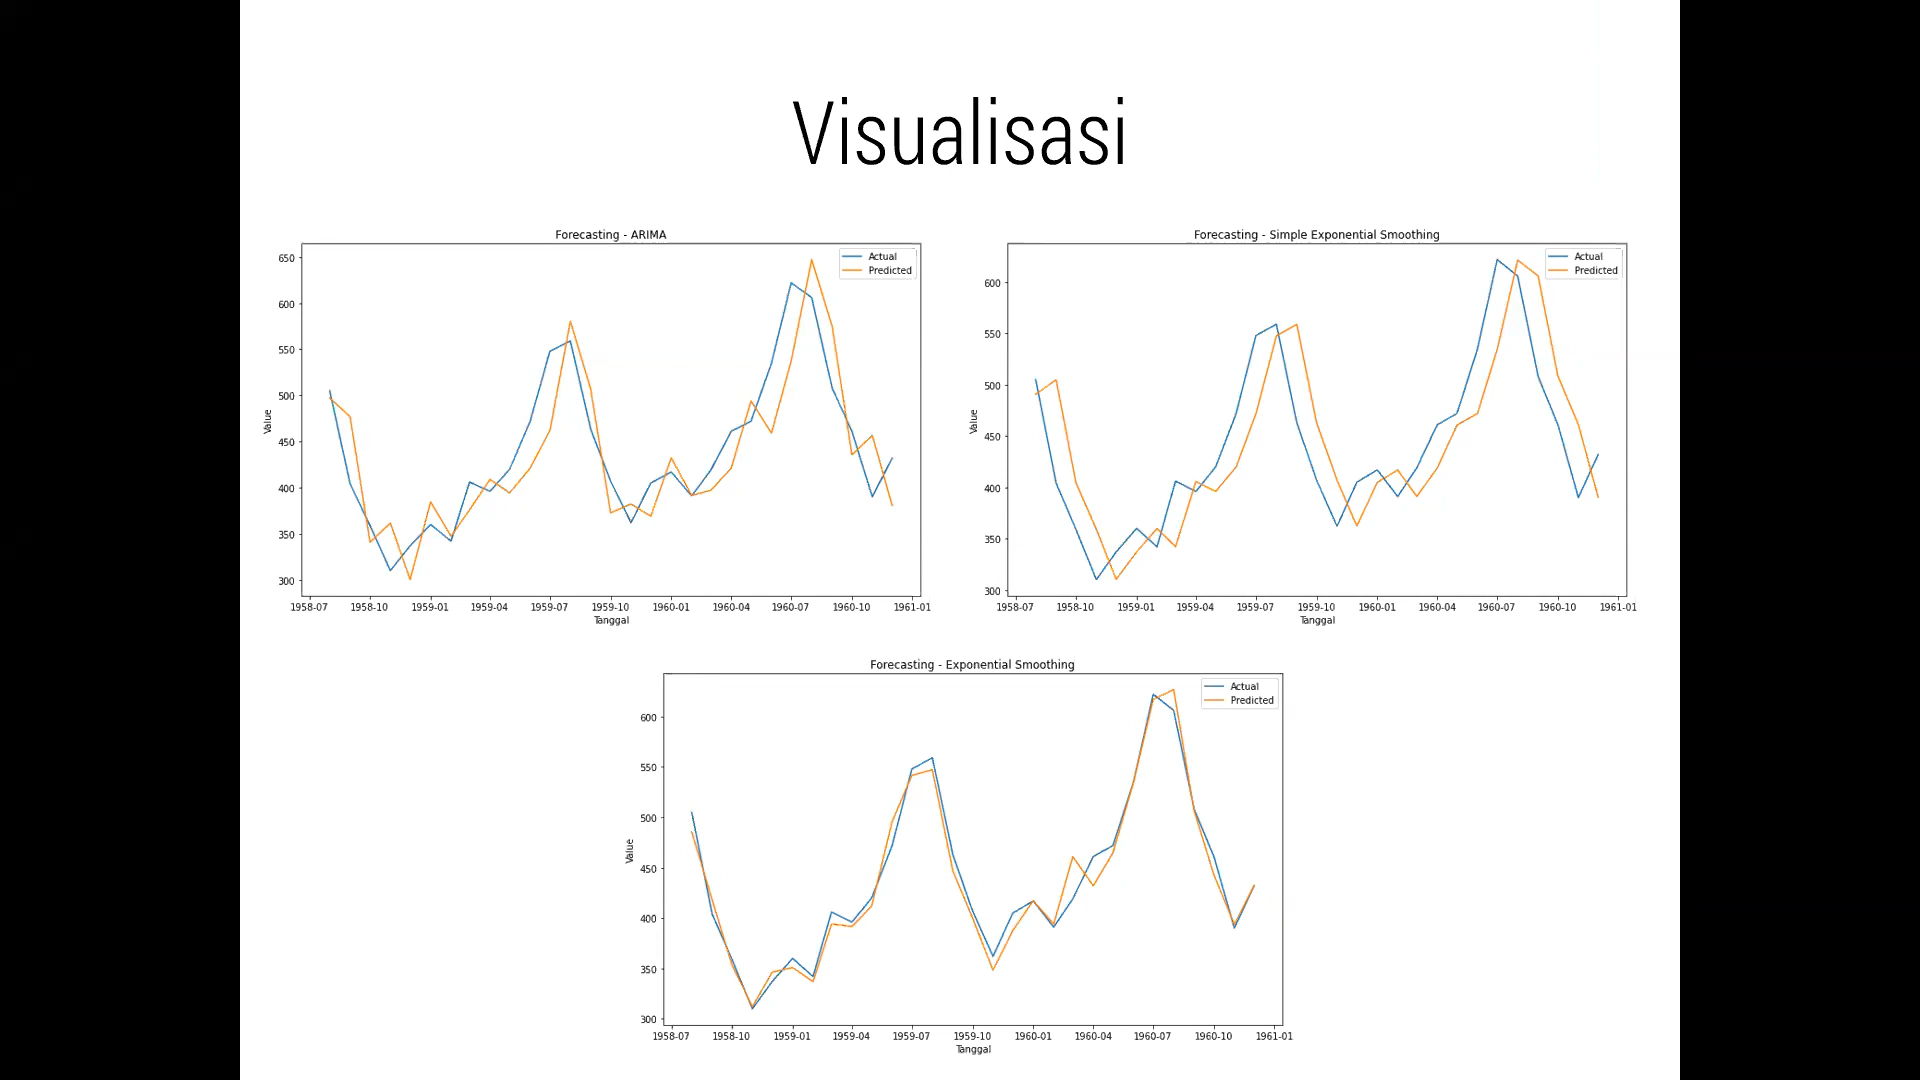 Visualisasi
Forecasting - ARIMA
Actual
Predicted
650
600
550
500
450
400
350
300
Value
1958-07 1958-10 1959-01 1959-04 1959-07 1959-10 1960-01 1960-04 1960-07 1960-10 1961-01
Tanggal
Forecasting - Simple Exponential Smoothing
Actual
Predicted
600
550
500
450
400
350
300
Value
1958-07 1958-10 1959-01 1959-04 1959-07 1959-10 1960-01 1960-04 1960-07 1960-10 1961-01
Tanggal
Forecasting - Exponential Smoothing
Actual
Predicted
600
550
500
450
400
350
300
Value
1958-07 1958-10 1959-01 1959-04 1959-07 1959-10 1960-01 1960-04 1960-07 1960-10 1961-01
Tanggal